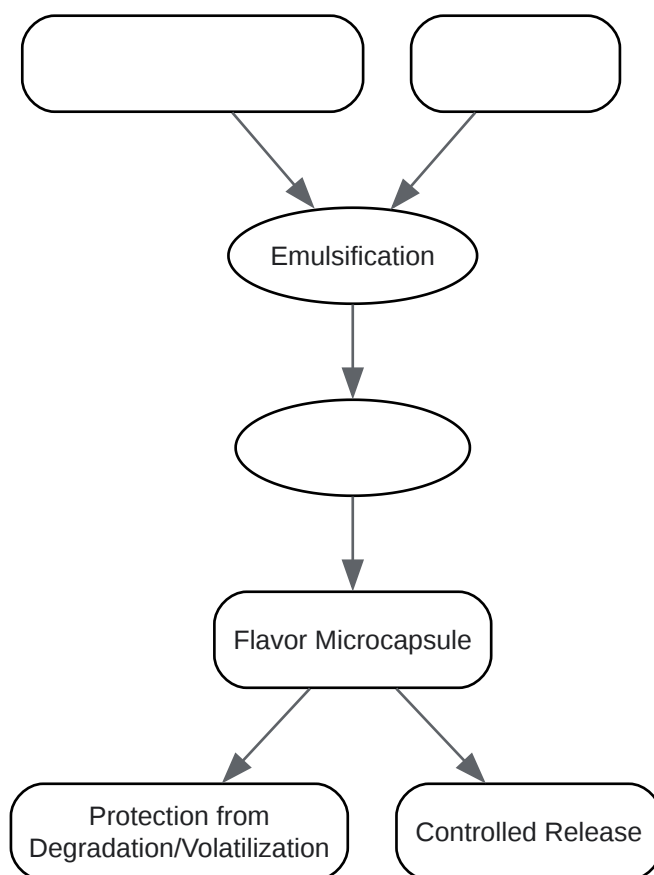 Emulsification
Flavor Microcapsule
Protection from
Degradation/Volatilization
Controlled Release